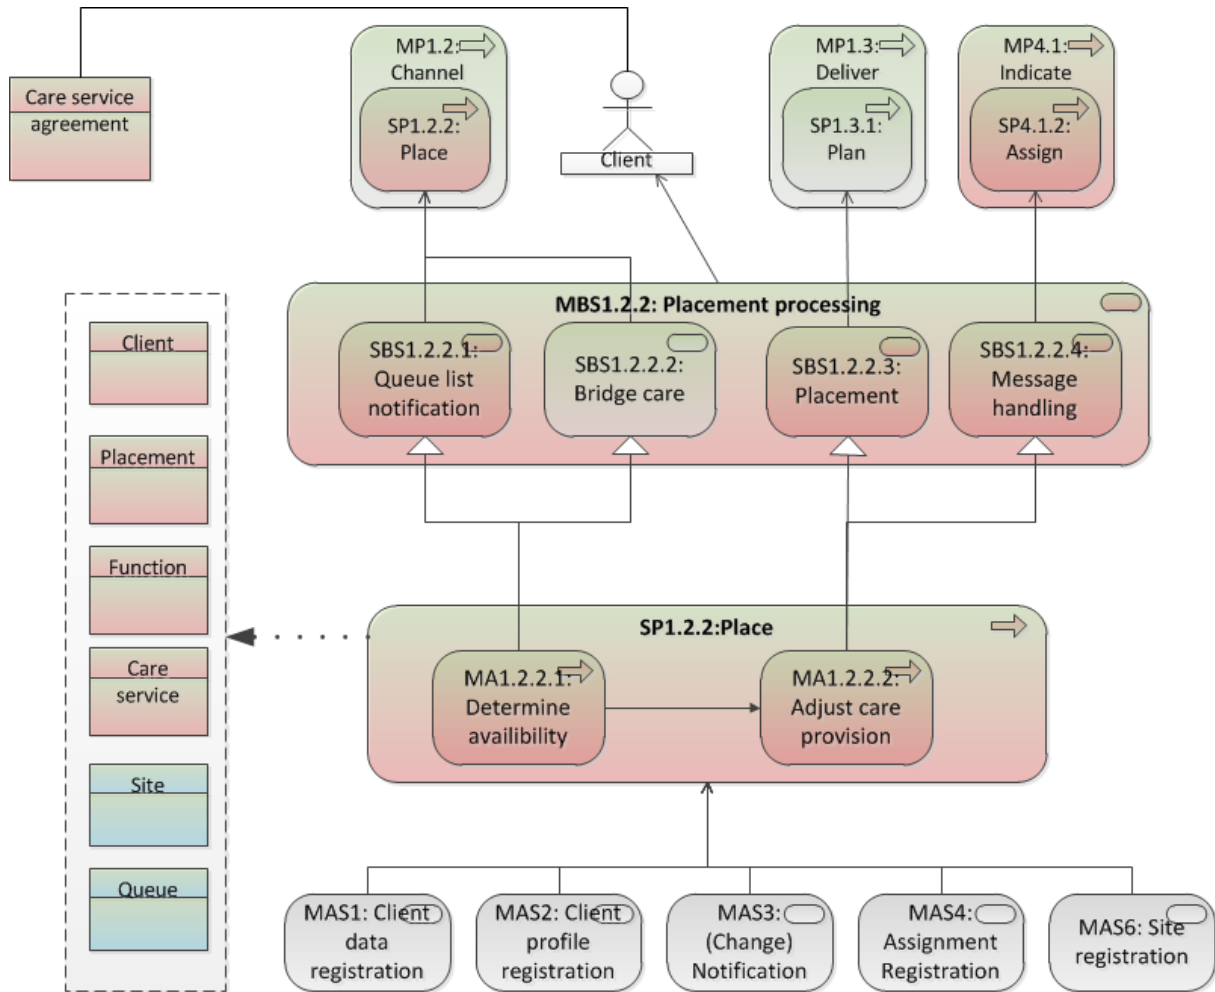 MP1.2:
Channel
SP1.2.2:
Place
Care service
agreement
Client
MP1.3:
Deliver
SP1.3.1:
Plan
MP4.1:
Indicate
SP4.1.2:
Assign
MBS1.2.2: Placement processing
SBS1.2.2.1:
Queue list
notification
SBS1.2.2.2:
Bridge care
SBS1.2.2.3:
Placement
SBS1.2.2.4:
Message
handling
Client
Placement
Function
Care
service
Site
Queue
SP1.2.2:Place
MA1.2.2.1:
Determine
availibility
MA1.2.2.2:
Adjust care
provision
MAS1: Client
data
registration
MAS2: Client
profile
registration
MAS3:
(Change)
Notification
MAS4:
Assignment
Registration
MAS6: Site
registration